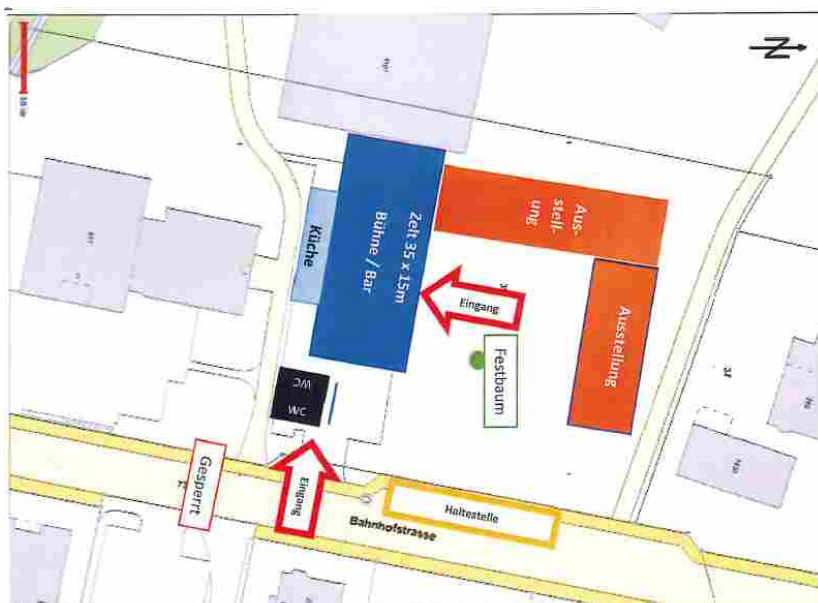 N
Aus-
stell-
ung
Ausstellung
Zelt 35 x 15m
Bühne / Bar
Küche
Eingang
Festbaum
WC
WC
Eingang
Gesperrt
Haltestelle
Bahnhofstrasse